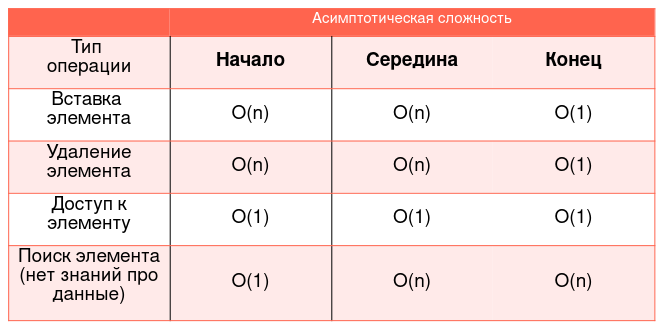 Асимптотическая сложность
Тип
операции
Начало
Середина
Конец
Вставка
элемента
O(n)
O(n)
O(1)
Удаление
элемента
O(n)
O(n)
O(1)
Доступ к
элементу
O(1)
O(1)
O(1)
Поиск элемента
(нет знаний про
данные)
O(1)
O(n)
O(n)